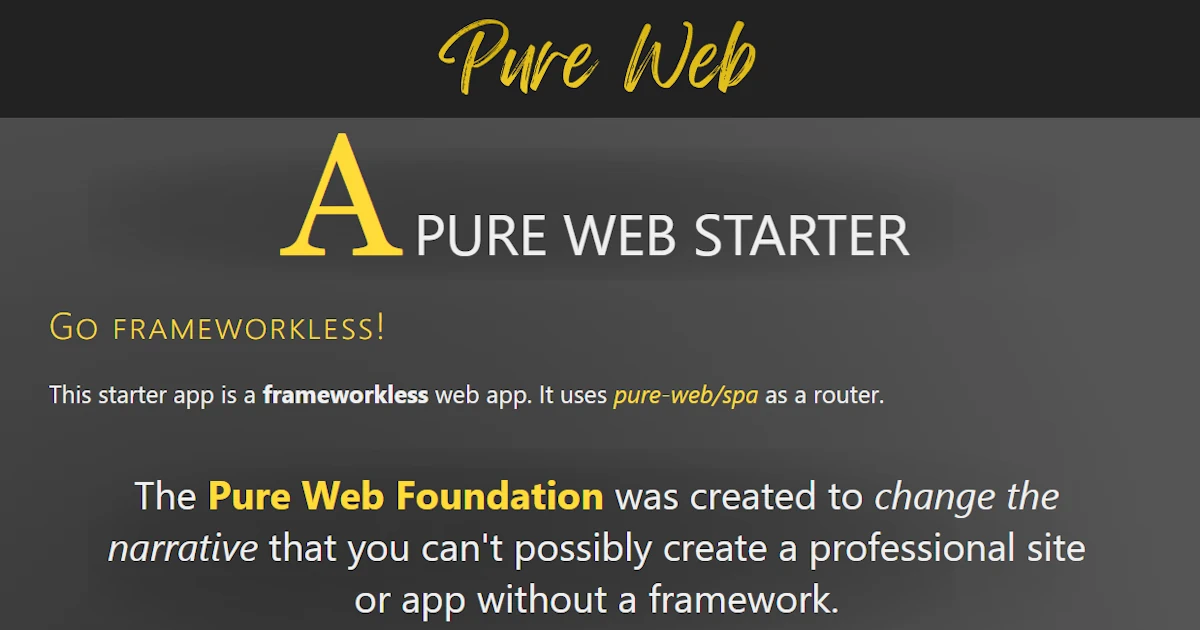 Pure Web
A PURE WEB STARTER
Go frameworkless!
This starter app is a frameworkless web app. It uses pure-web/spa as a router.
The Pure Web Foundation was created to change the
narrative that you can't possibly create a professional site
or app without a framework.